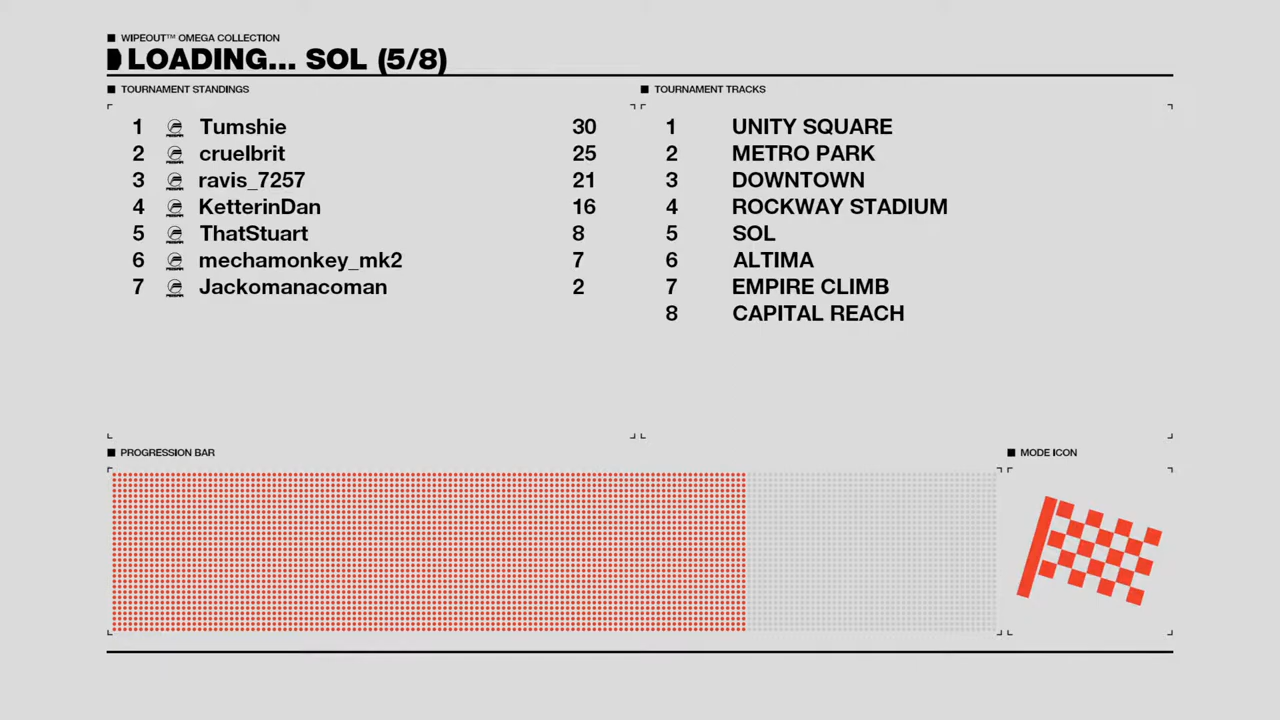 WIPEOUT™ OMEGA COLLECTION
LOADING... SOL (5/8)
TOURNAMENT STANDINGS
1 Tumshie 30
2 cruelbrit 25
3 ravis_7257 21
4 KetterinDan 16
5 ThatStuart 8
6 mechamonkey_mk2 7
7 Jackomanacoman 2
TOURNAMENT TRACKS
1 UNITY SQUARE
2 METRO PARK
3 DOWNTOWN
4 ROCKWAY STADIUM
5 SOL
6 ALTIMA
7 EMPIRE CLIMB
8 CAPITAL REACH
PROGRESSION BAR
MODE ICON